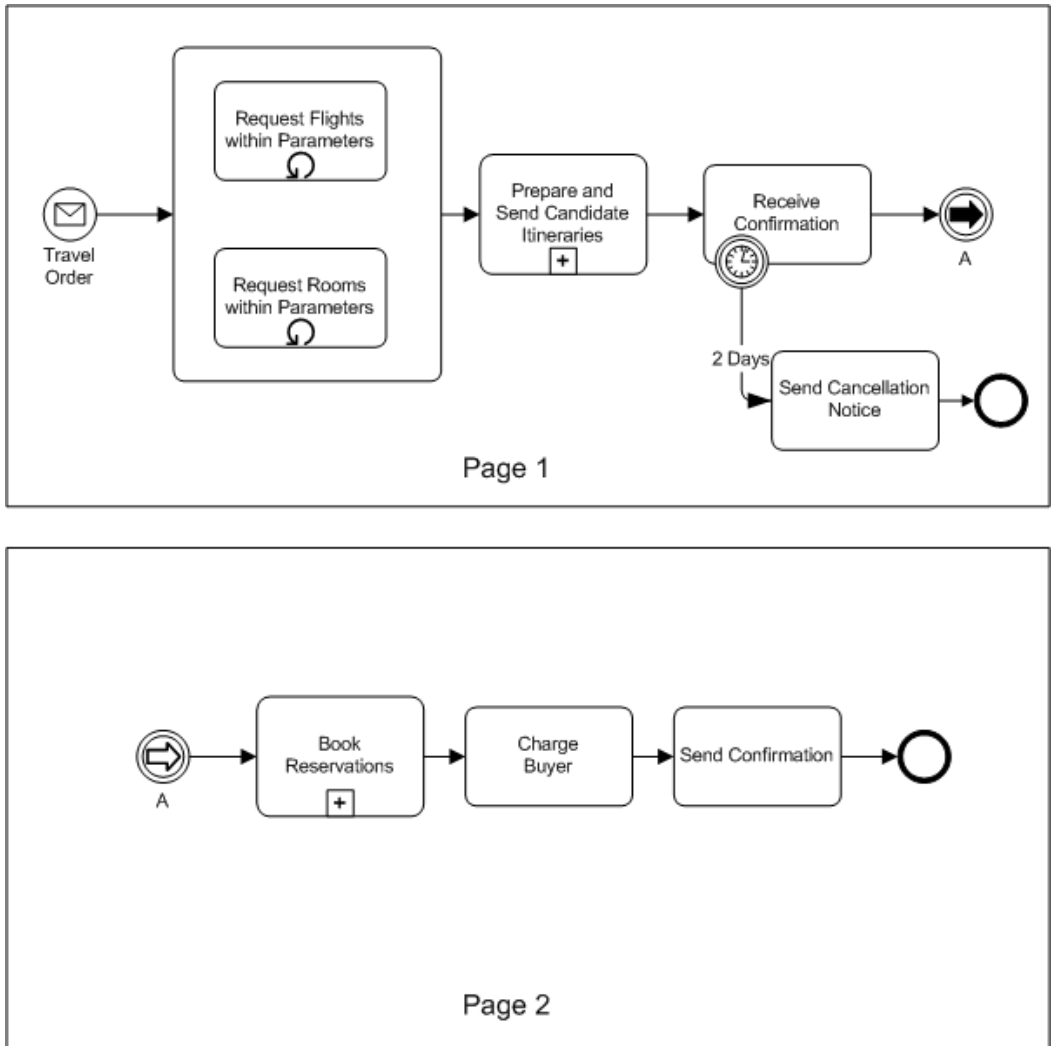 Request Flights
within Parameters
Travel
Order
Request Rooms
within Parameters
Prepare and
Send Candidate
Itineraries
+
Receive
Confirmation
A
2 Days
Send Cancellation
Notice
Page 1
A
Book
Reservations
+
Charge
Buyer
Send Confirmation
Page 2